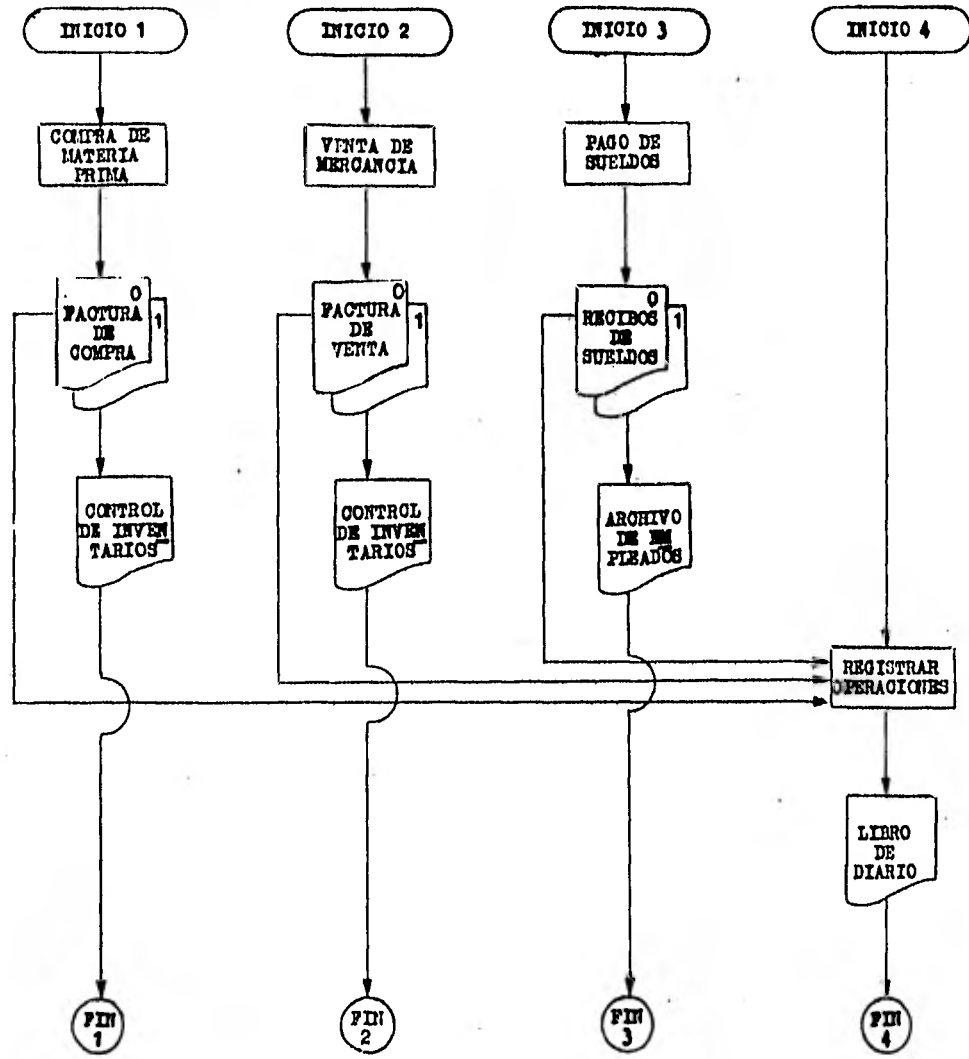 INICIO 1
INICIO 2
INICIO 3
INICIO 4
COMPRA DE
MATERIA
PRIMA
VENTA DE
MERCANCIA
PAGO DE
SUELDOS
0
FACTURA
DE
COMPRA
1
0
FACTURA
DE
VENTA
1
0
RECIBOS
DE
SUELDOS
1
CONTROL
DE INVEN
TARIOS
CONTROL
DE INVEN
TARIOS
ARCHIVO
DE EM
PLEADOS
REGISTRAR
OPERACIONES
LIBRO
DE
DIARIO
FIN
1
FIN
2
FIN
3
FIN
4